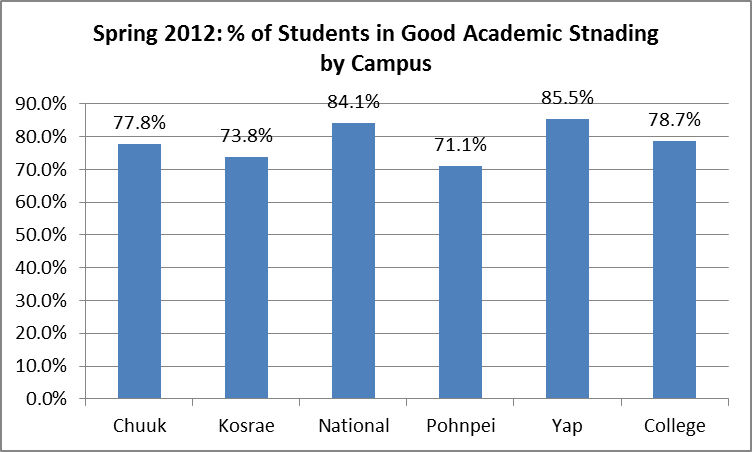 Spring 2012: % of Students in Good Academic Stnading
by Campus
90.0%
80.0%
70.0%
60.0%
50.0%
40.0%
30.0%
20.0%
10.0%
0.0%
77.8%
73.8%
84.1%
71.1%
85.5%
78.7%
Chuuk
Kosrae
National
Pohnpei
Yap
College